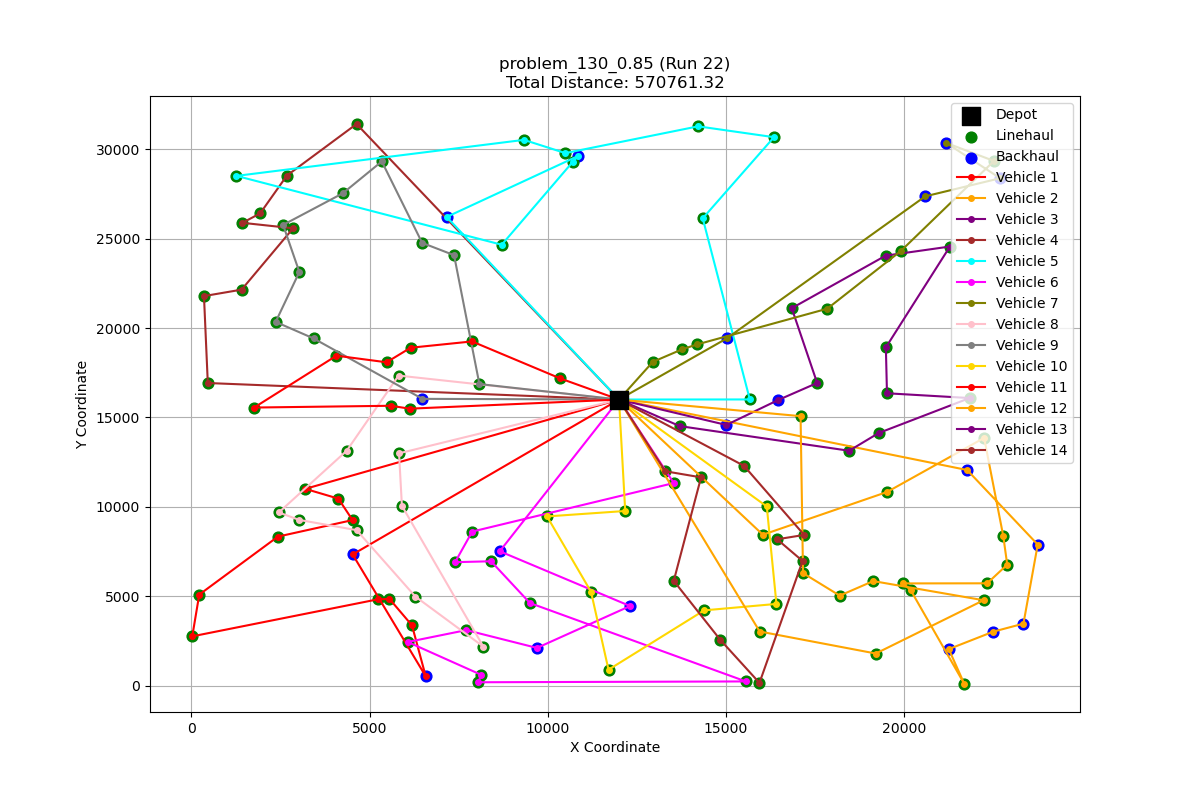 problem_130_0.85 (Run 22)
Total Distance: 570761.32
Y Coordinate
30000
25000
20000
15000
10000
5000
0
0
5000
10000
15000
20000
X Coordinate
Depot
Linehaul
Backhaul
Vehicle 1
Vehicle 2
Vehicle 3
Vehicle 4
Vehicle 5
Vehicle 6
Vehicle 7
Vehicle 8
Vehicle 9
Vehicle 10
Vehicle 11
Vehicle 12
Vehicle 13
Vehicle 14